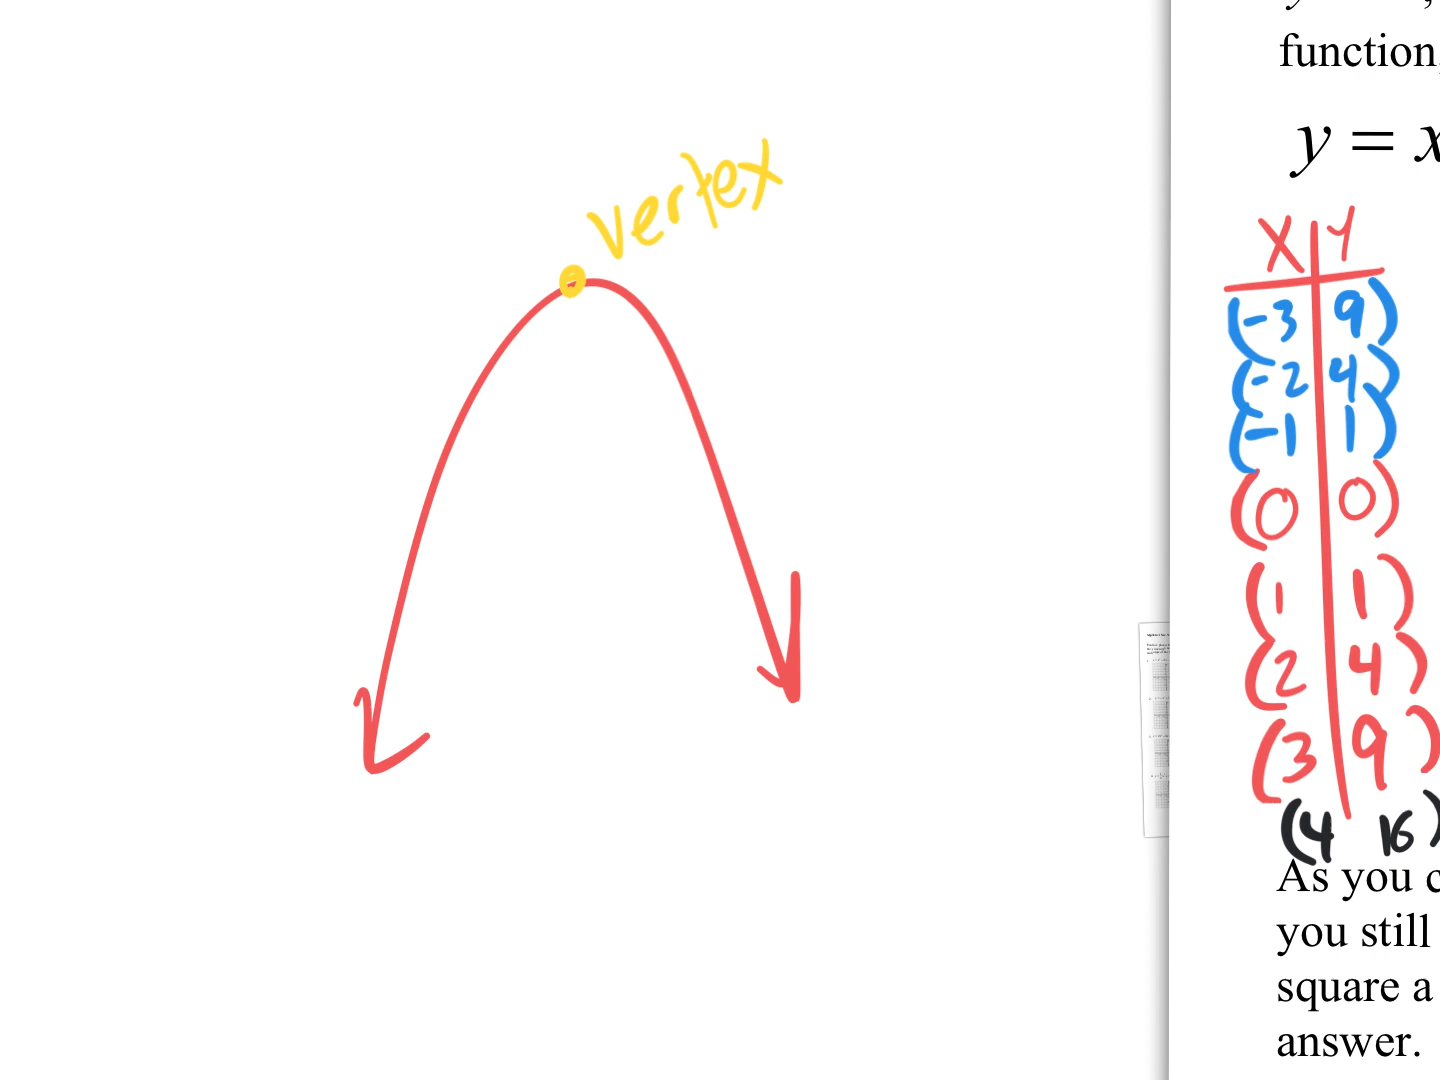 vertex
function,
y = x
X Y
(-3 9)
(-2 4)
(-1 1)
(0 0)
(1 1)
(2 4)
(3 9)
(4 16)
As you
you still
square a
answer.